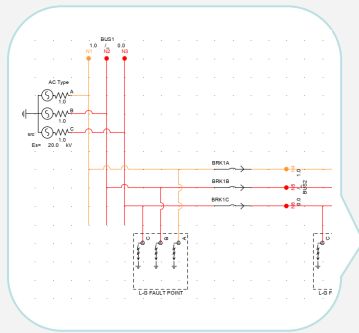 BUS1
1.0 /_ 0.0
N1 N2 N3
AC Type
A
1.0
B
1.0
C
1.0
src
Es= 20.0 kV
BRK1A
BRK1B
BRK1C
1.0
/_ BUS2
0.0
C B A
C
L-G FAULT POINT
L-G F